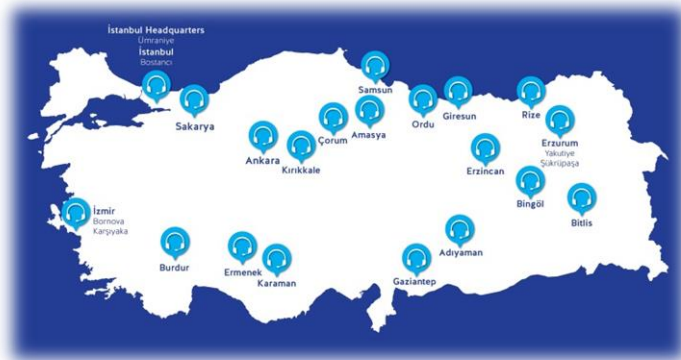 İstanbul Headquarters
Ümraniye
İstanbul
Bostancı
Sakarya
Samsun
Çorum
Amasya
Ankara
Kırıkkale
Ordu
Giresun
Rize
Erzurum
Yakutiye
Şükrüpaşa
Erzincan
Bingöl
Bitlis
İzmir
Bornova
Karşıyaka
Burdur
Ermenek
Karaman
Gaziantep
Adıyaman